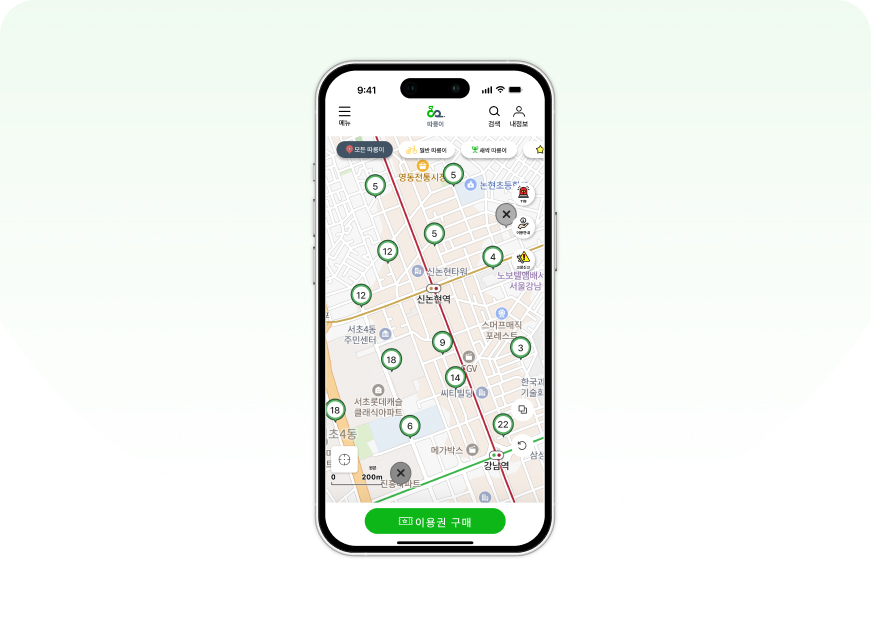 9:41
메뉴
따릉이
검색
내정보
모든 따릉이
일반 따릉이
새싹 따릉이
영동전통시장
5
5
논현초등학교
5
12
4
신논현타워
노보텔앰배서
서울강남
12
신논현역
스머프매직
포레스트
서초4동
주민센터
9
3
18
CGV
14
한국과
기술회
씨티빌딩
서초롯데캐슬
클래식아파트
18
6
22
초4동
메가박스
삼성
강남역
0
200m
진흥아파트
이용권 구매